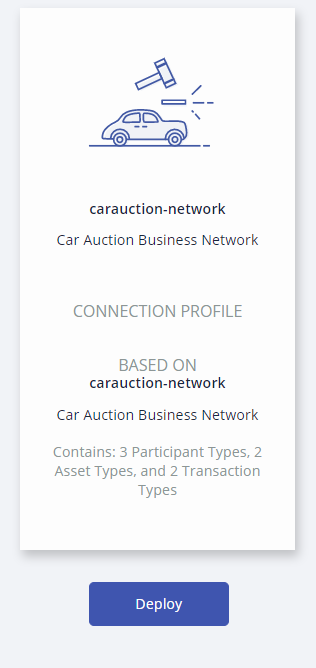 carauction-network
Car Auction Business Network
CONNECTION PROFILE
BASED ON
carauction-network
Car Auction Business Network
Contains: 3 Participant Types, 2
Asset Types, and 2 Transaction
Types
Deploy